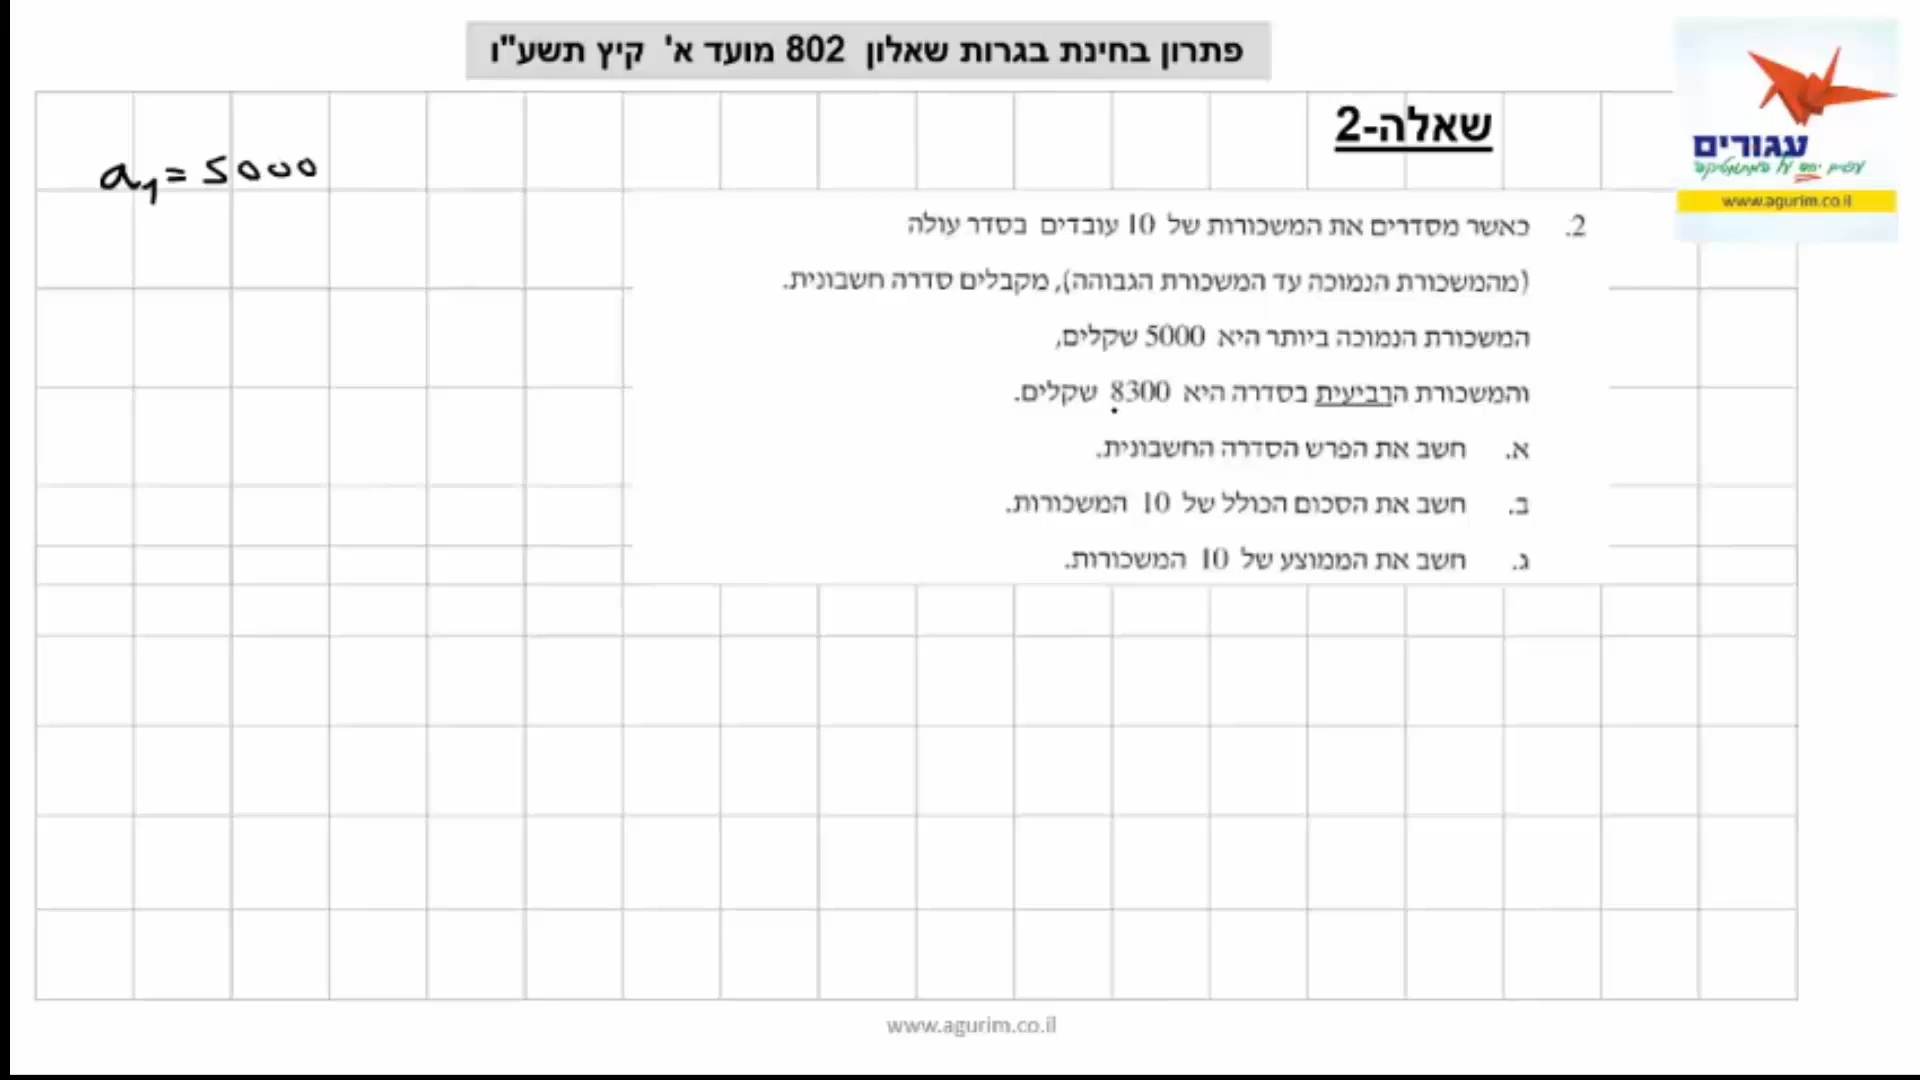 פתרון בחינת בגרות שאלון 802 מועד א' קיץ תשע"ו
שאלה-2
a₁ = 5000
עגורים
www.agurim.co.il
2. כאשר מסדרים את המשכורות של 10 עובדים בסדר עולה
(מהמשכורת הנמוכה עד המשכורת הגבוהה), מקבלים סדרה חשבונית.
המשכורת הנמוכה ביותר היא 5000 שקלים,
והמשכורת הרביעית בסדרה היא 8300 שקלים.
א. חשב את הפרש הסדרה החשבונית.
ב. חשב את הסכום הכולל של 10 המשכורות.
ג. חשב את הממוצע של 10 המשכורות.
www.agurim.co.il